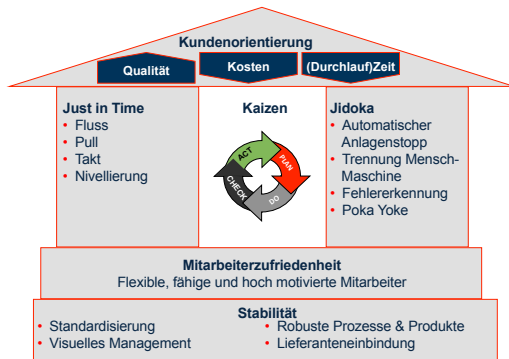 Kundenorientierung
Qualität
Kosten
(Durchlauf)Zeit
Just in Time
• Fluss
• Pull
• Takt
• Nivellierung
Kaizen
ACT
PLAN
DO
CHECK
Jidoka
• Automatischer
Anlagenstopp
• Trennung Mensch-
Maschine
• Fehlererkennung
• Poka Yoke
Mitarbeiterzufriedenheit
Flexible, fähige und hoch motivierte Mitarbeiter
Stabilität
• Standardisierung
• Visuelles Management
• Robuste Prozesse & Produkte
• Lieferanteneinbindung